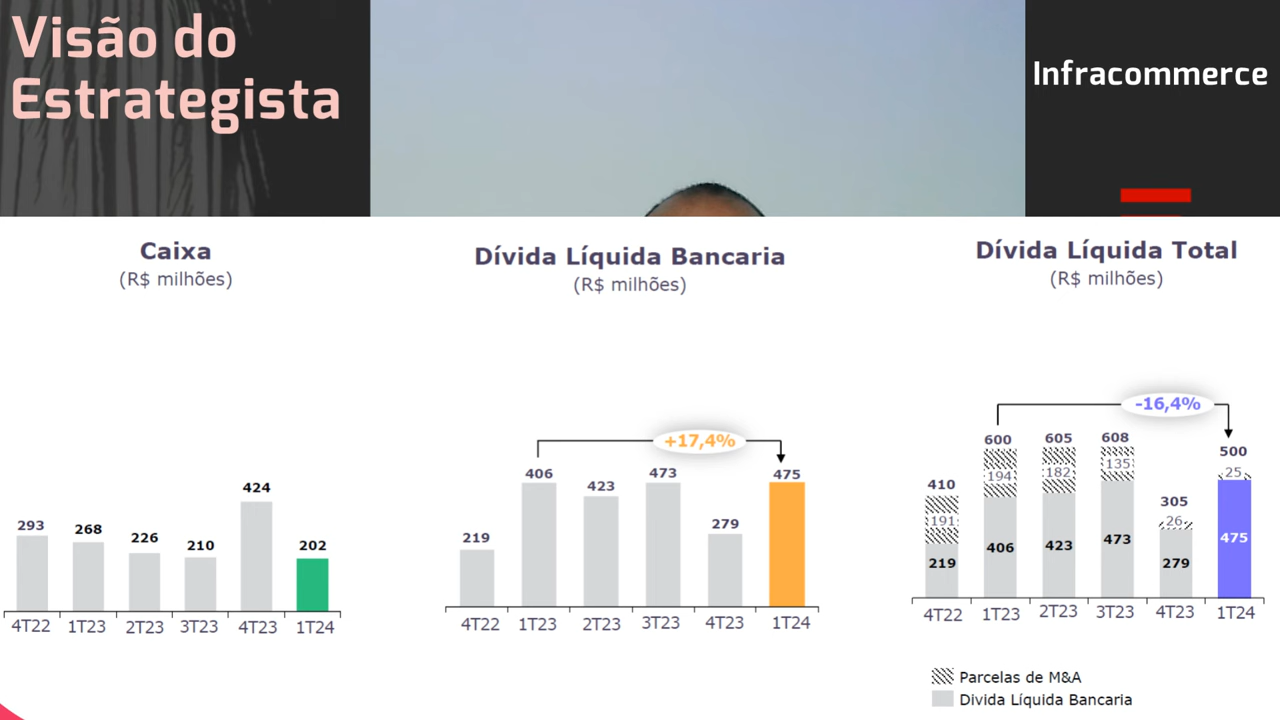 Visão do
Estrategista
Infracommerce
Caixa
(R$ milhões)
293
268
226
210
424
202
4T22
1T23
2T23
3T23
4T23
1T24
Dívida Líquida Bancaria
(R$ milhões)
+17,4%
219
406
423
473
279
475
4T22
1T23
2T23
3T23
4T23
1T24
Dívida Líquida Total
(R$ milhões)
-16,4%
410
600
605
608
305
500
191
194
182
135
26
25
219
406
423
473
279
475
4T22
1T23
2T23
3T23
4T23
1T24
Parcelas de M&A
Divida Líquida Bancaria